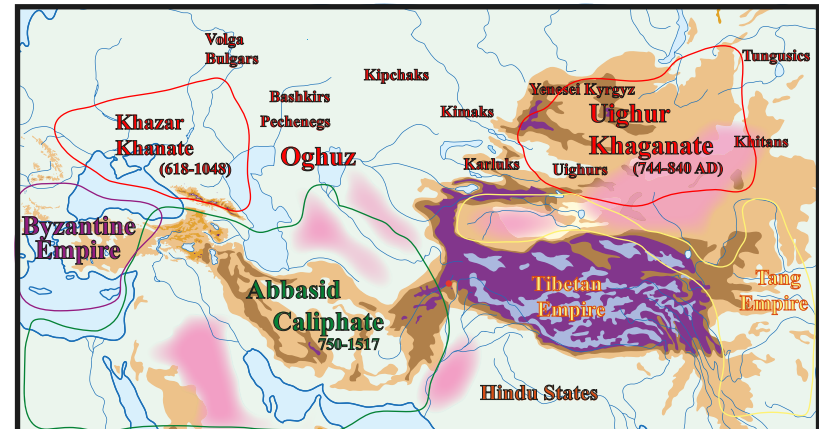 Volga
Bulgars
Tungusics
Kipchaks
Yenesei Kyrgyz
Bashkirs
Kimaks
Uighur
Khaganate
(744-840 AD)
Khazar
Khanate
(618-1048)
Pechenegs
Khitans
Oghuz
Karluks
Uighurs
Byzantine
Empire
Abbasid
Caliphate
750-1517
Tibetan
Empire
Tang
Empire
Hindu States